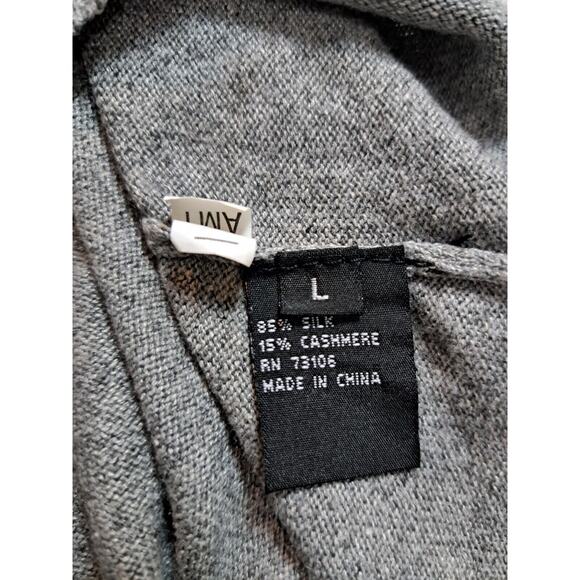 L
85% SILK
15% CASHMERE
RN 73106
MADE IN CHINA